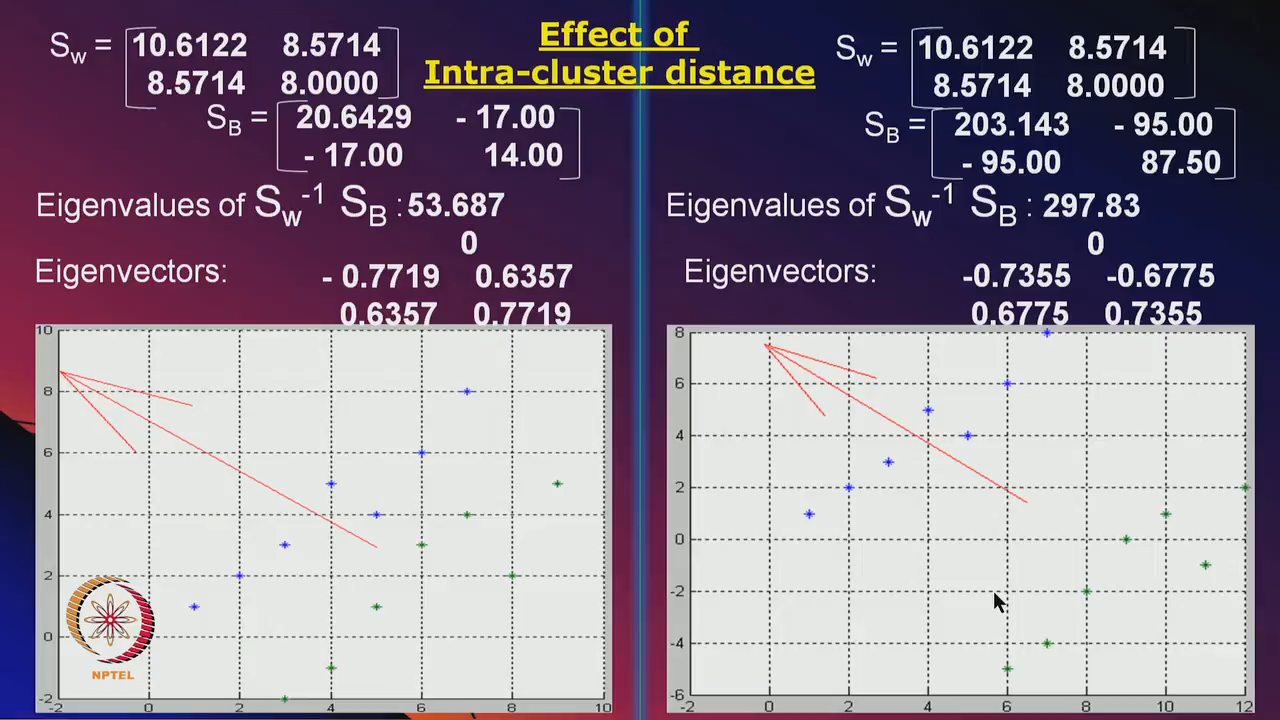 Effect of
Intra-cluster distance
Sw = 10.6122 8.5714
8.5714 8.0000
SB = 20.6429 - 17.00
- 17.00 14.00
Eigenvalues of Sw-1 SB : 53.687
0
Eigenvectors: - 0.7719 0.6357
0.6357 0.7719
10
8
6
4
2
0
-2
-2 0 2 4 6 8 10
NPTEL
Sw = 10.6122 8.5714
8.5714 8.0000
SB = 203.143 - 95.00
- 95.00 87.50
Eigenvalues of Sw-1 SB : 297.83
0
Eigenvectors: -0.7355 -0.6775
0.6775 0.7355
8
6
4
2
0
-2
-4
-6
-2 0 2 4 6 8 10 12